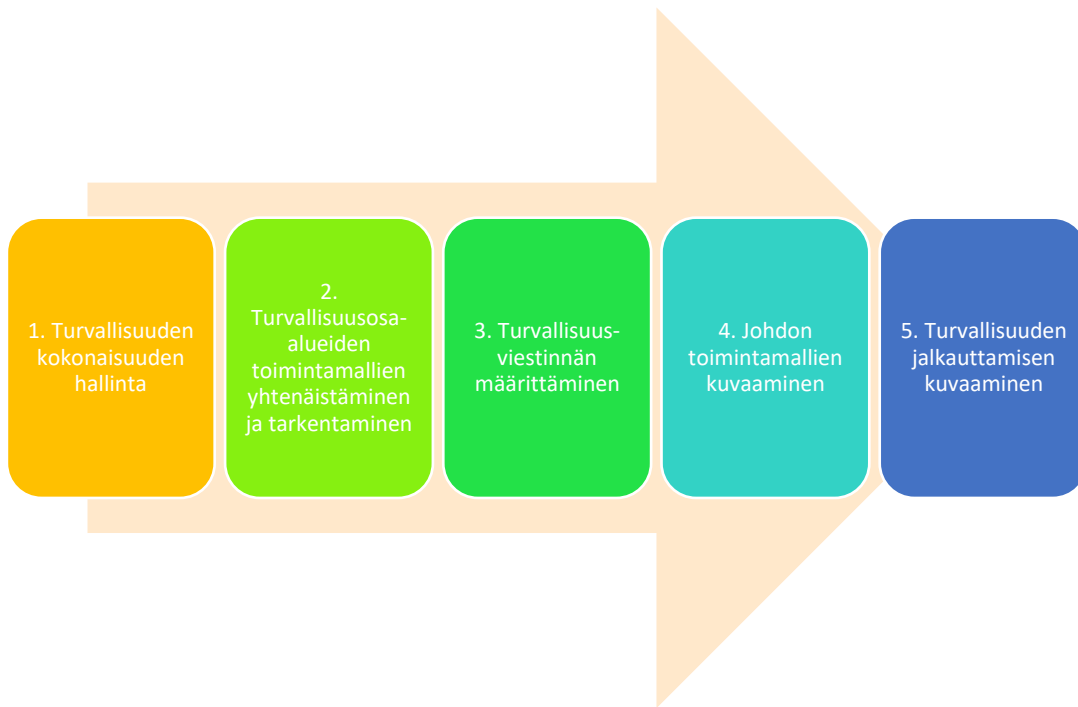 1. Turvallisuuden
kokonaisuuden
hallinta
2.
Turvallisuusosa-
alueiden
toimintamallien
yhtenäistäminen
ja tarkentaminen
3. Turvallisuus-
viestinnän
määrittäminen
4. Johdon
toimintamallien
kuvaaminen
5. Turvallisuuden
jalkauttamisen
kuvaaminen